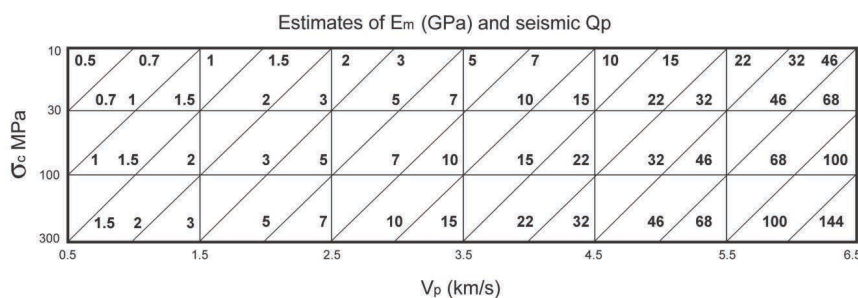 Estimates of Em (GPa) and seismic Qp
10
0.5 0.7 1 1.5 2 3 5 7 10 15 22 32 46
0.7 1 1.5 2 3 5 7 10 15 22 32 46 68
30
1 1.5 2 3 5 7 10 15 22 32 46 68 100
100
1.5 2 3 5 7 10 15 22 32 46 68 100 144
300
σc MPa
0.5 1.5 2.5 3.5 4.5 5.5 6.5
Vp (km/s)